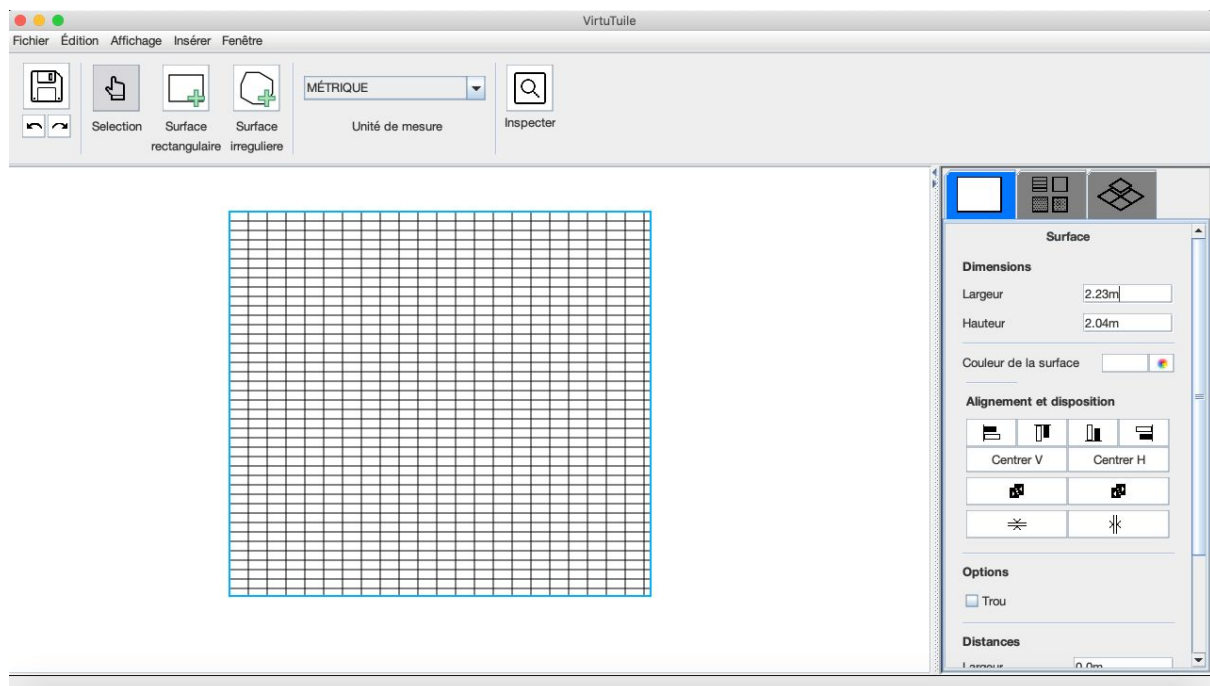 VirtuTuile
Fichier Édition Affichage Insérer Fenêtre
MÉTRIQUE
Selection Surface rectangulaire Surface irreguliere Unité de mesure Inspecter
Surface
Dimensions
Largeur 2.23m
Hauteur 2.04m
Couleur de la surface
Alignement et disposition
Centrer V Centrer H
Options
Trou
Distances
Largeur 0.0m